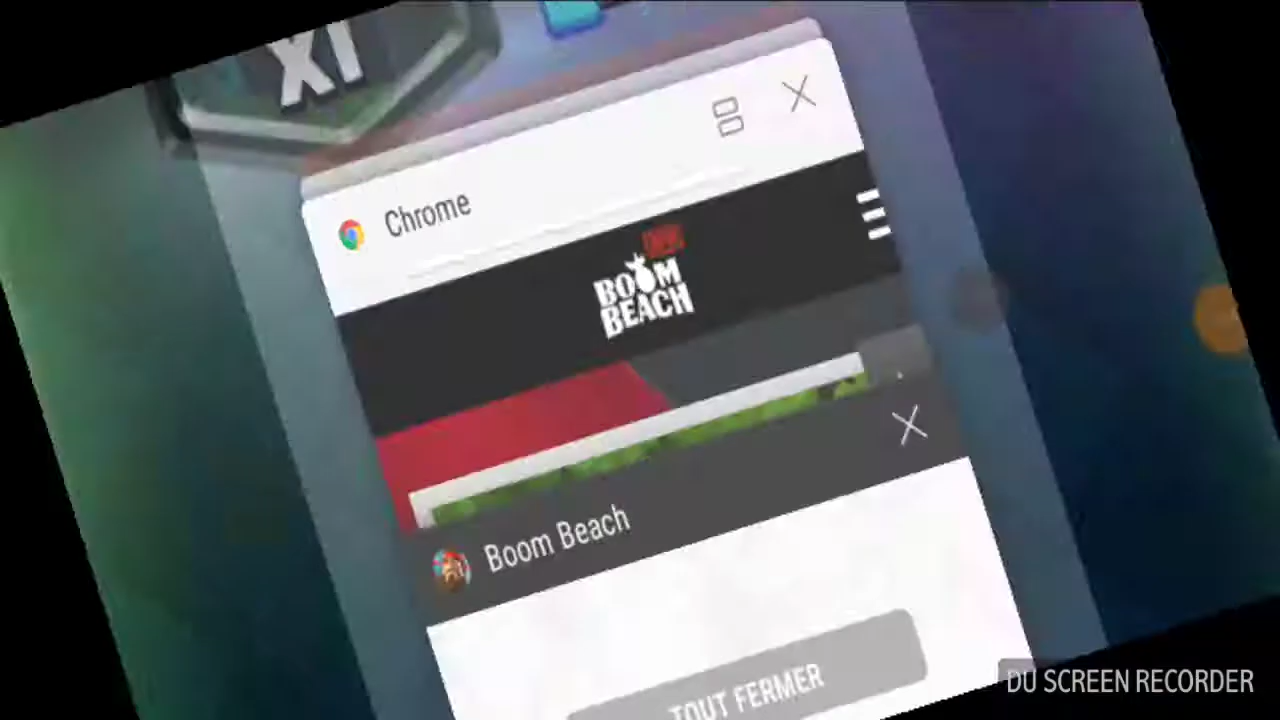 XI
Chrome
BOOM
BEACH
Boom Beach
TOUT FERMER
DU SCREEN RECORDER